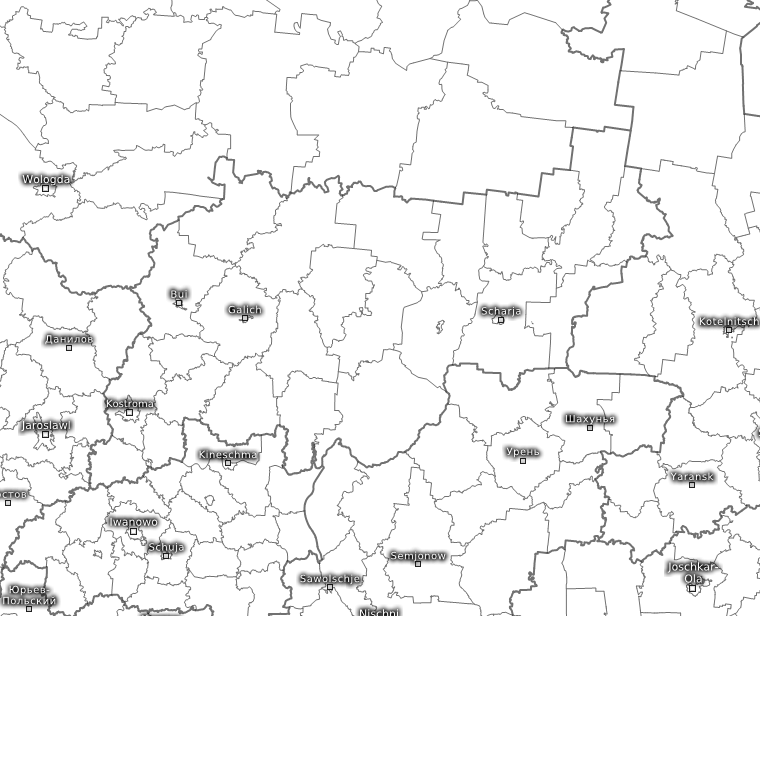 Wologda
Bui
Galich
Scharja
Kotelnitsch
Данилов
Kostroma
Шахунья
Jaroslawl
Kineschma
Урень
Yaransk
остов
Iwanowo
Schuja
Semjonow
Joschkar-
Ola
Sawolschje
Юрьев-
Польский
Nischni